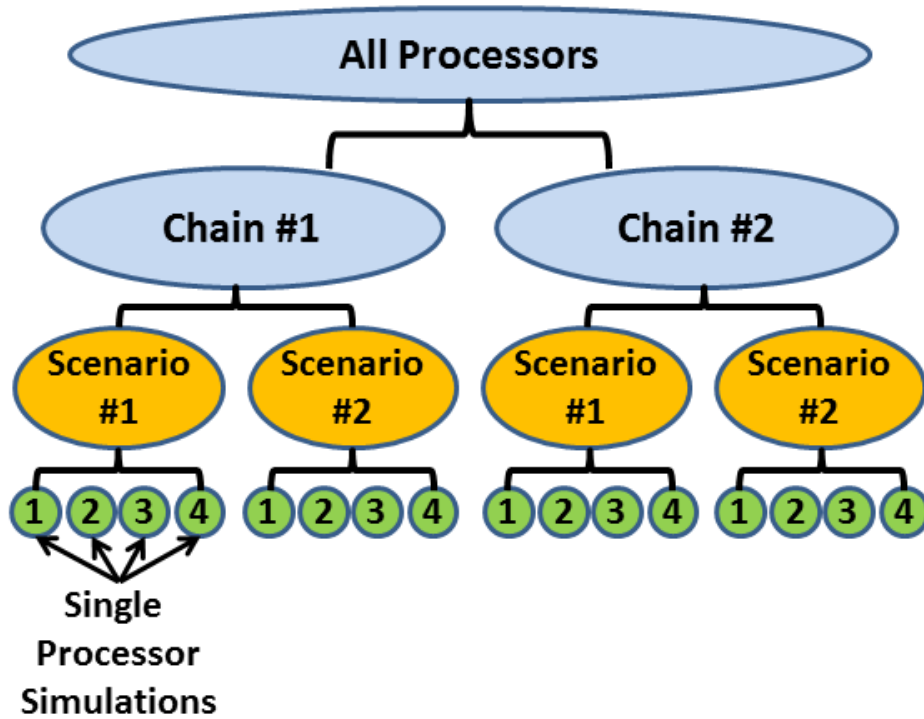 All Processors
Chain #1
Chain #2
Scenario
#1
Scenario
#2
Scenario
#1
Scenario
#2
1 2 3 4
1 2 3 4
1 2 3 4
1 2 3 4
Single
Processor
Simulations